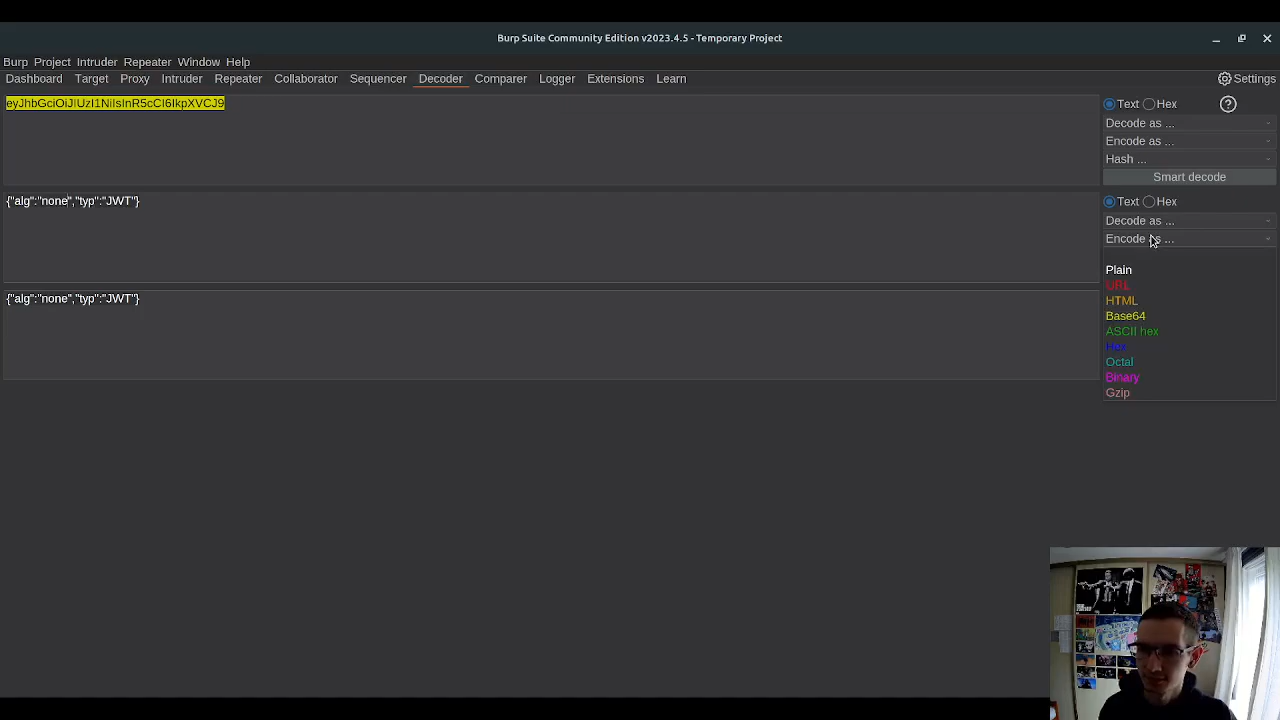 Burp Suite Community Edition v2023.4.5 - Temporary Project
Burp Project Intruder Repeater Window Help
Dashboard Target Proxy Intruder Repeater Collaborator Sequencer Decoder Comparer Logger Extensions Learn Settings
eyJhbGciOiJIUzI1NiIsInR5cCI6IkpXVCJ9
Text Hex ?
Decode as ...
Encode as ...
Hash ...
Smart decode
{"alg":"none","typ":"JWT"}
Text Hex
Decode as ...
Encode as ...
Plain
URL
HTML
Base64
ASCII hex
Hex
Octal
Binary
Gzip
{"alg":"none","typ":"JWT"}